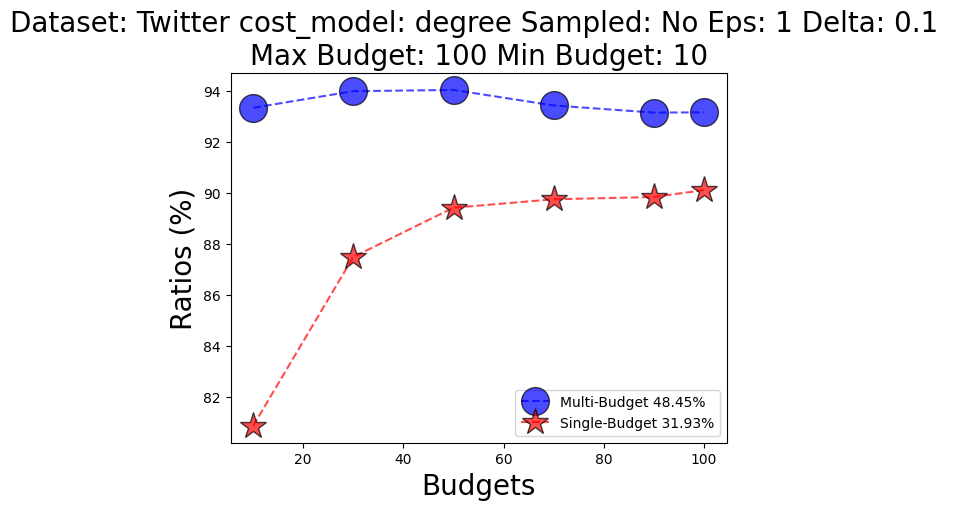 Dataset: Twitter cost_model: degree Sampled: No Eps: 1 Delta: 0.1
Max Budget: 100 Min Budget: 10
94
92
90
88
86
84
82
Ratios (%)
Multi-Budget 48.45%
Single-Budget 31.93%
20 40 60 80 100
Budgets